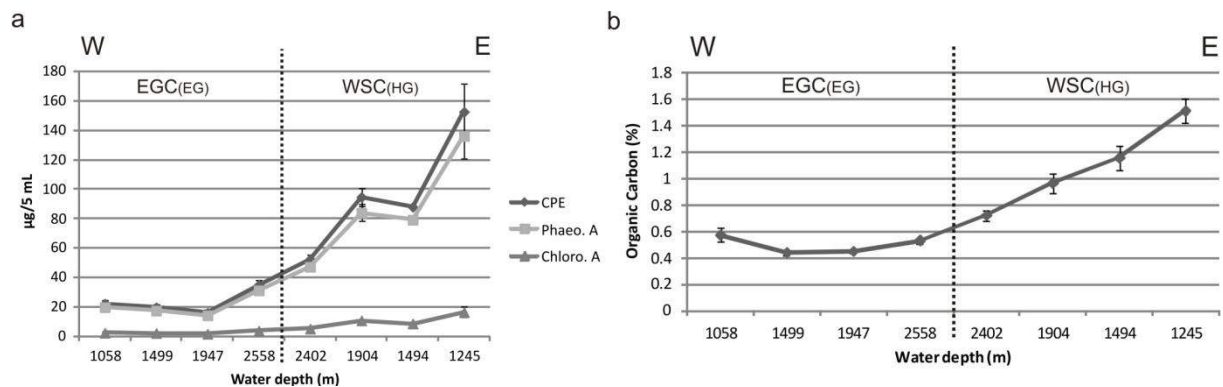 a
W E
EGC(EG) WSC(HG)
180
160
140
120
100
80
60
40
20
0
µg/5 mL
1058 1499 1947 2558 2402 1904 1494 1245
Water depth (m)
CPE
Phaeo. A
Chloro. A
b
W E
EGC(EG) WSC(HG)
1.8
1.6
1.4
1.2
1
0.8
0.6
0.4
0.2
0
Organic Carbon (%)
1058 1499 1947 2558 2402 1904 1494 1245
Water depth (m)